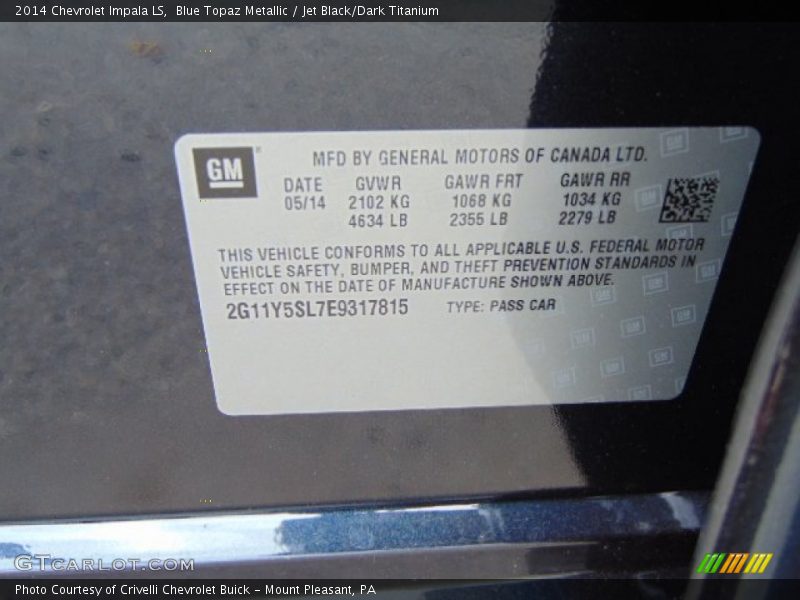 2014 Chevrolet Impala LS, Blue Topaz Metallic / Jet Black/Dark Titanium
GM
MFD BY GENERAL MOTORS OF CANADA LTD.
DATE GVWR GAWR FRT GAWR RR
05/14 2102 KG 1068 KG 1034 KG
4634 LB 2355 LB 2279 LB
THIS VEHICLE CONFORMS TO ALL APPLICABLE U.S. FEDERAL MOTOR
VEHICLE SAFETY, BUMPER, AND THEFT PREVENTION STANDARDS IN
EFFECT ON THE DATE OF MANUFACTURE SHOWN ABOVE.
2G11Y5SL7E9317815 TYPE: PASS CAR
GTCARLOT.COM
Photo Courtesy of Crivelli Chevrolet Buick – Mount Pleasant, PA